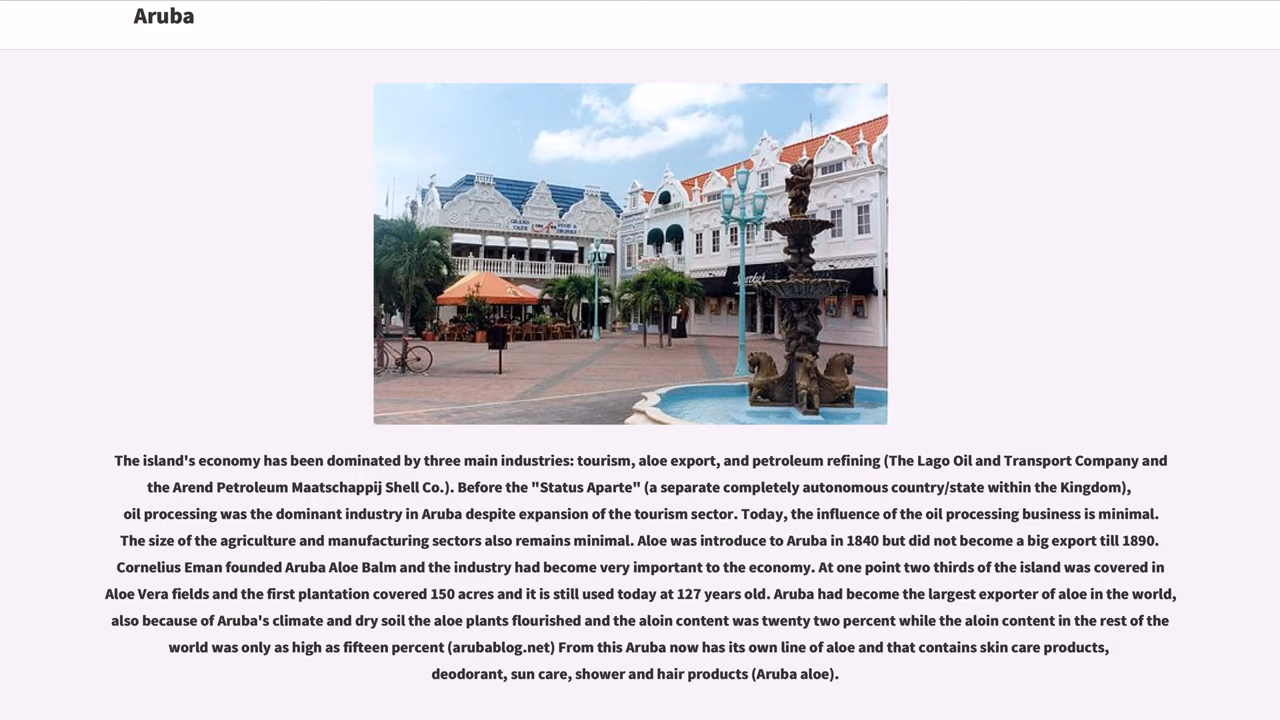 Aruba
GRAND CAFE
FOOD & DRINKS
The island's economy has been dominated by three main industries: tourism, aloe export, and petroleum refining (The Lago Oil and Transport Company and
the Arend Petroleum Maatschappij Shell Co.). Before the "Status Aparte" (a separate completely autonomous country/state within the Kingdom),
oil processing was the dominant industry in Aruba despite expansion of the tourism sector. Today, the influence of the oil processing business is minimal.
The size of the agriculture and manufacturing sectors also remains minimal. Aloe was introduce to Aruba in 1840 but did not become a big export till 1890.
Cornelius Eman founded Aruba Aloe Balm and the industry had become very important to the economy. At one point two thirds of the island was covered in
Aloe Vera fields and the first plantation covered 150 acres and it is still used today at 127 years old. Aruba had become the largest exporter of aloe in the world,
also because of Aruba's climate and dry soil the aloe plants flourished and the aloin content was twenty two percent while the aloin content in the rest of the
world was only as high as fifteen percent (arubablog.net) From this Aruba now has its own line of aloe and that contains skin care products,
deodorant, sun care, shower and hair products (Aruba aloe).